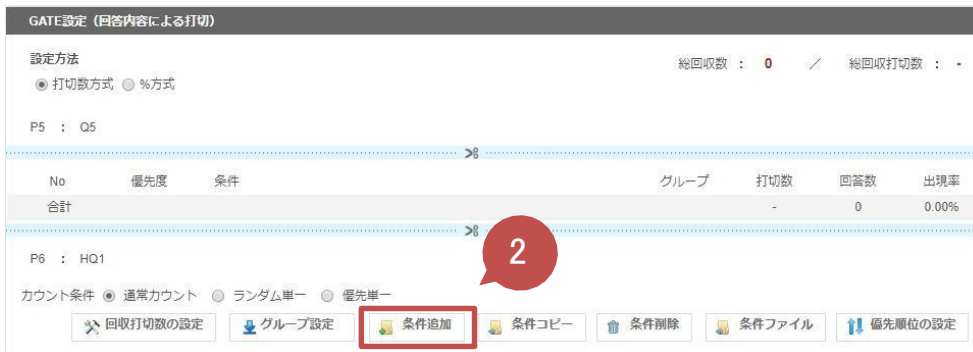 GATE設定（回答内容による打切）
設定方法
総回収数 : 0 ／ 総回収打切数 : -
打切数方式 %方式
P5 : Q5
No 優先度 条件 グループ 打切数 回答数 出現率
合計 - 0 0.00%
P6 : HQ1
2
カウント条件 通常カウント ランダム単一 優先単一
回収打切数の設定 グループ設定 条件追加 条件コピー 条件削除 条件ファイル 優先順位の設定